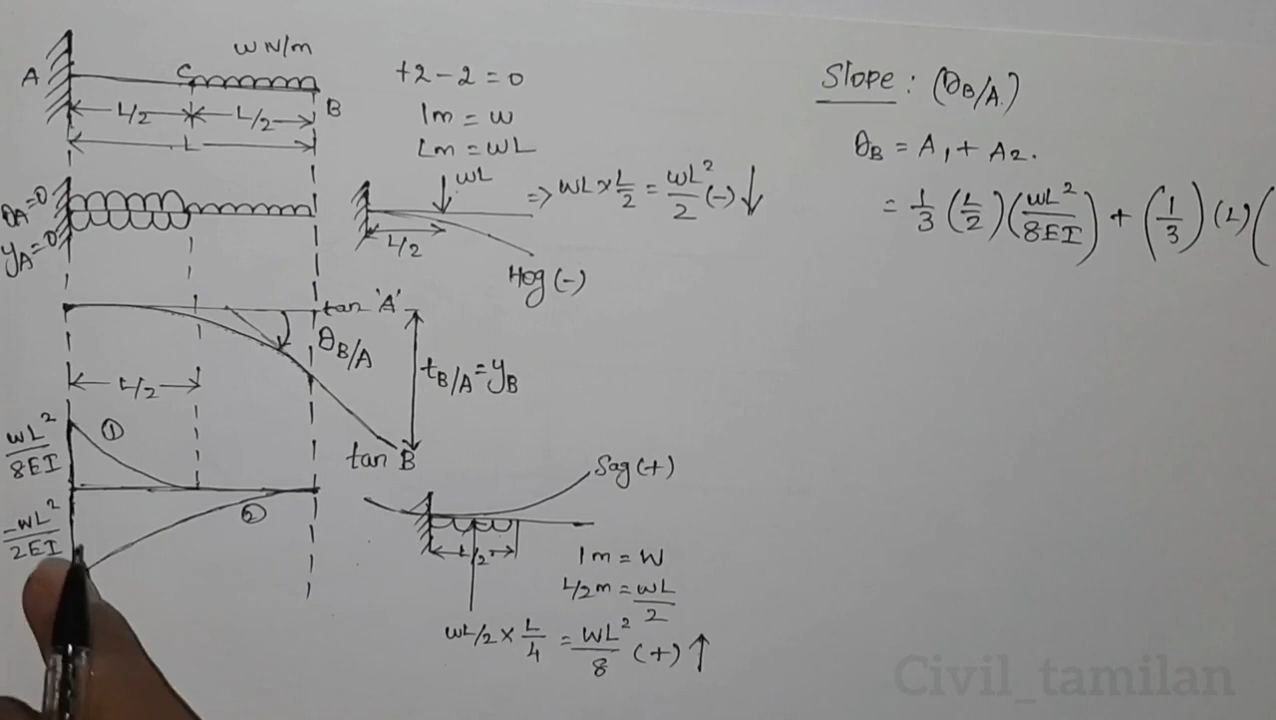 w N/m
A
C
B
L/2
L/2
L
+2-2=0
1m = w
Lm = wL
θA=0
yA=0
wL
L/2
=> wL×L/2 = wL²/2 (-) ↓
Hog (-)
tan 'A'
θB/A
L/2
tB/A = yB
tan B
wL²/8EI
①
-wL²/2EI
②
Sag (+)
L/2
1m = w
L/2 m = wL/2
wL/2 × L/4 = wL²/8 (+) ↑
Slope : (θB/A)
θB = A1 + A2.
= 1/3 (L/2) (wL²/8EI) + (1/3) (L) (
Civil_tamilan